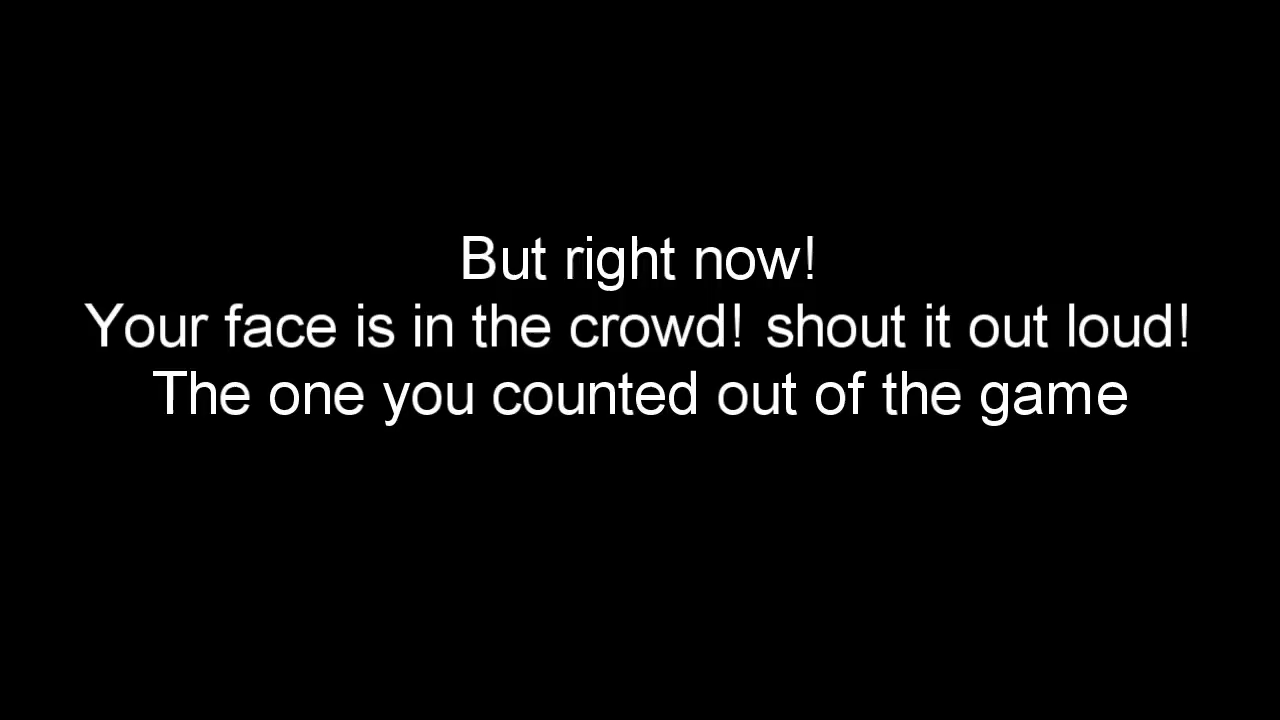 But right now!
Your face is in the crowd! shout it out loud!
The one you counted out of the game